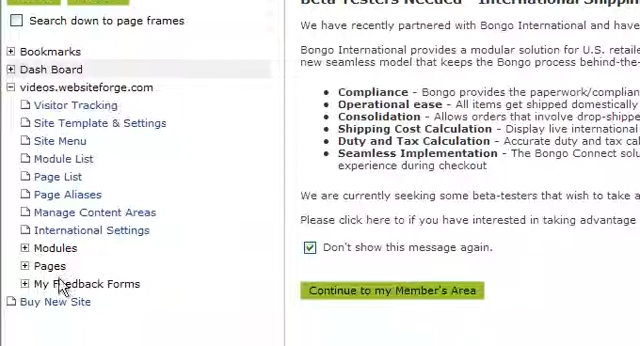 Search down to page frames
Bookmarks
Dash Board
videos.websiteforge.com
Visitor Tracking
Site Template & Settings
Site Menu
Module List
Page List
Page Aliases
Manage Content Areas
International Settings
Modules
Pages
My Feedback Forms
Buy New Site
Beta Testers Needed - International Shipping
We have recently partnered with Bongo International and have
Bongo International provides a modular solution for U.S. retaile
new seamless model that keeps the Bongo process behind-the-
• Compliance - Bongo provides the paperwork/complian
• Operational ease - All items get shipped domestically
• Consolidation - Allows orders that involve drop-shippe
• Shipping Cost Calculation - Display live international
• Duty and Tax Calculation - Accurate duty and tax cal
• Seamless Implementation - The Bongo Connect solu
experience during checkout
We are currently seeking some beta-testers that wish to take a
Please click here to if you have interested in taking advantage
Don't show this message again.
Continue to my Member's Area